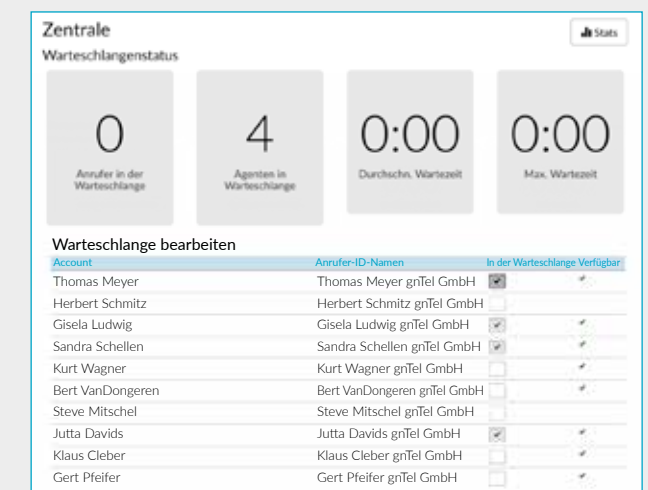 Zentrale
Stats
Warteschlangenstatus
0
Anrufer in der
Warteschlange
4
Agenten in
Warteschlange
0:00
Durchschn. Wartezeit
0:00
Max. Wartezeit
Warteschlange bearbeiten
Account Anrufer-ID-Namen In der Warteschlange Verfügbar
Thomas Meyer Thomas Meyer gnTel GmbH
Herbert Schmitz Herbert Schmitz gnTel GmbH
Gisela Ludwig Gisela Ludwig gnTel GmbH
Sandra Schellen Sandra Schellen gnTel GmbH
Kurt Wagner Kurt Wagner gnTel GmbH
Bert VanDongeren Bert VanDongeren gnTel GmbH
Steve Mitschel Steve Mitschel gnTel GmbH
Jutta Davids Jutta Davids gnTel GmbH
Klaus Cleber Klaus Cleber gnTel GmbH
Gert Pfeifer Gert Pfeifer gnTel GmbH